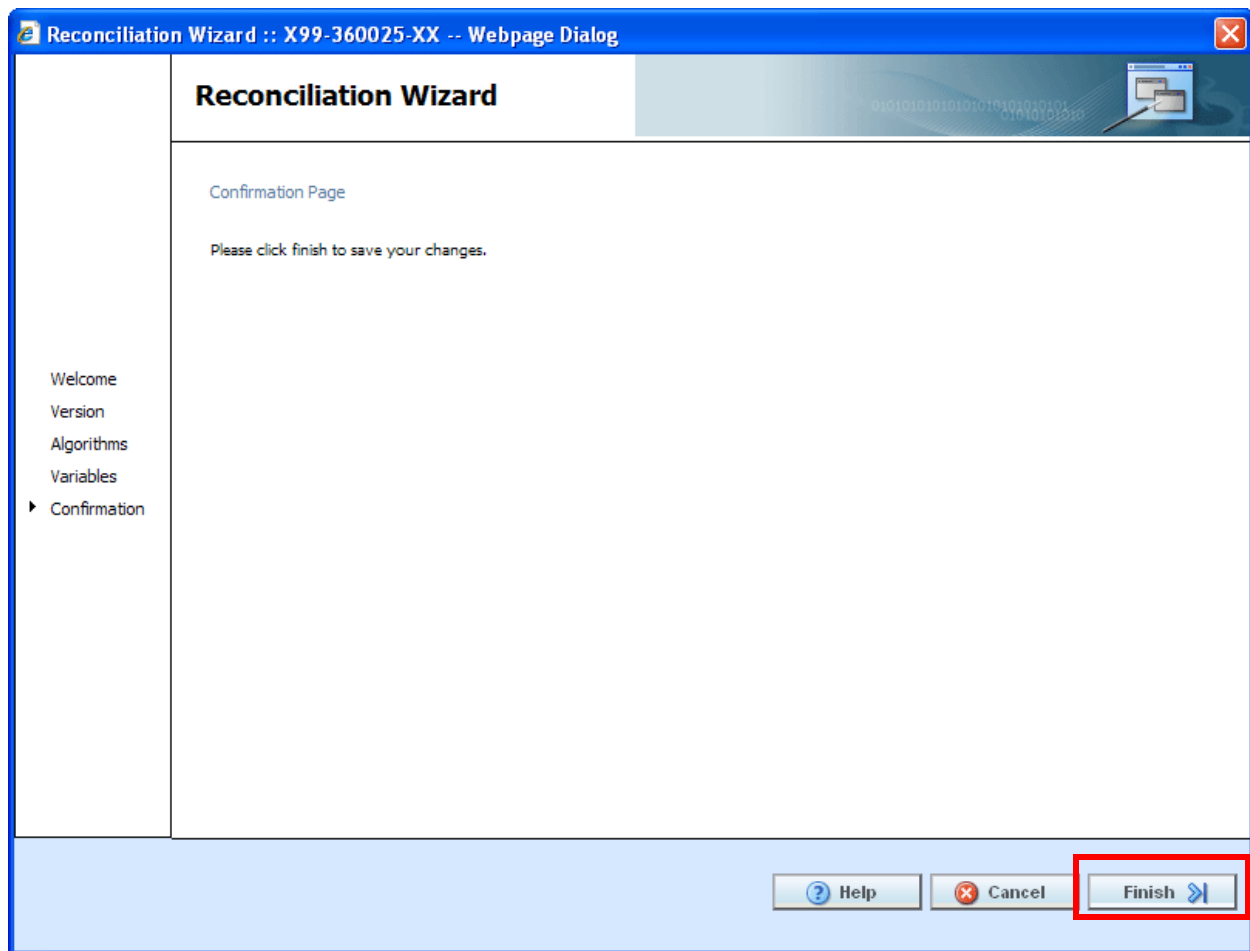 Reconciliation Wizard :: X99-360025-XX -- Webpage Dialog
Reconciliation Wizard
Confirmation Page
Please click finish to save your changes.
Welcome
Version
Algorithms
Variables
Confirmation
Help
Cancel
Finish